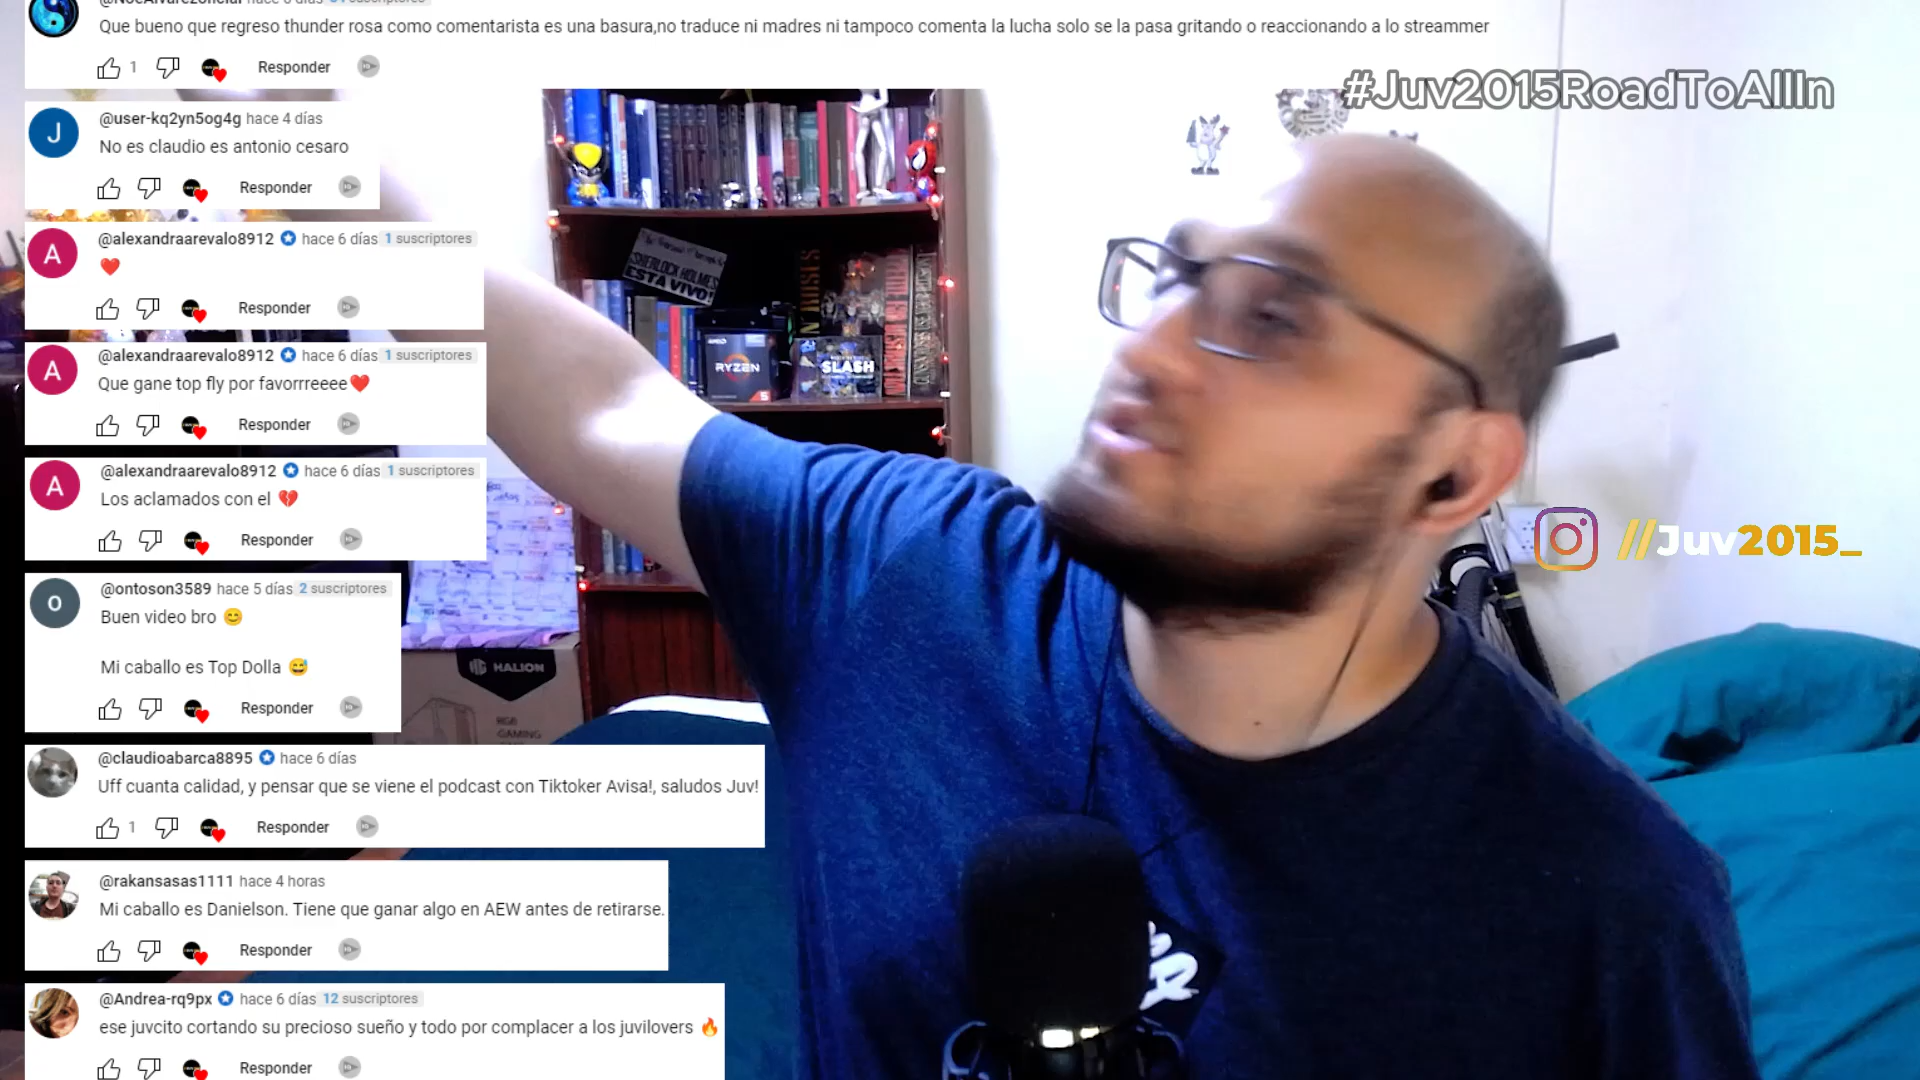 Que bueno que regreso thunder rosa como comentarista es una basura,no traduce ni madres ni tampoco comenta la lucha solo se la pasa gritando o reaccionando a lo streammer
1 Responder
#Juv2015RoadToAllIn
@user-kq2yn5og4g hace 4 días
No es claudio es antonio cesaro
Responder
@alexandraarevalo8912 hace 6 días 1 suscriptores
❤️
Responder
@alexandraarevalo8912 hace 6 días 1 suscriptores
Que gane top fly por favorrreeee❤️
Responder
@alexandraarevalo8912 hace 6 días 1 suscriptores
Los aclamados con el 💔
Responder
@ontoson3589 hace 5 días 2 suscriptores
Buen video bro 😊
Mi caballo es Top Dolla 😅
Responder
@claudioabarca8895 hace 6 días
Uff cuanta calidad, y pensar que se viene el podcast con Tiktoker Avisa!, saludos Juv!
1 Responder
@rakansasas1111 hace 4 horas
Mi caballo es Danielson. Tiene que ganar algo en AEW antes de retirarse.
Responder
@Andrea-rq9px hace 6 días 12 suscriptores
ese juvcito cortando su precioso sueño y todo por complacer a los juvilovers 🔥
Responder
SHERLOCK HOLMES
ESTÁ VIVO!
AMD
RYZEN
5
SLASH
HALION
RGB
GAMING
//Juv2015_